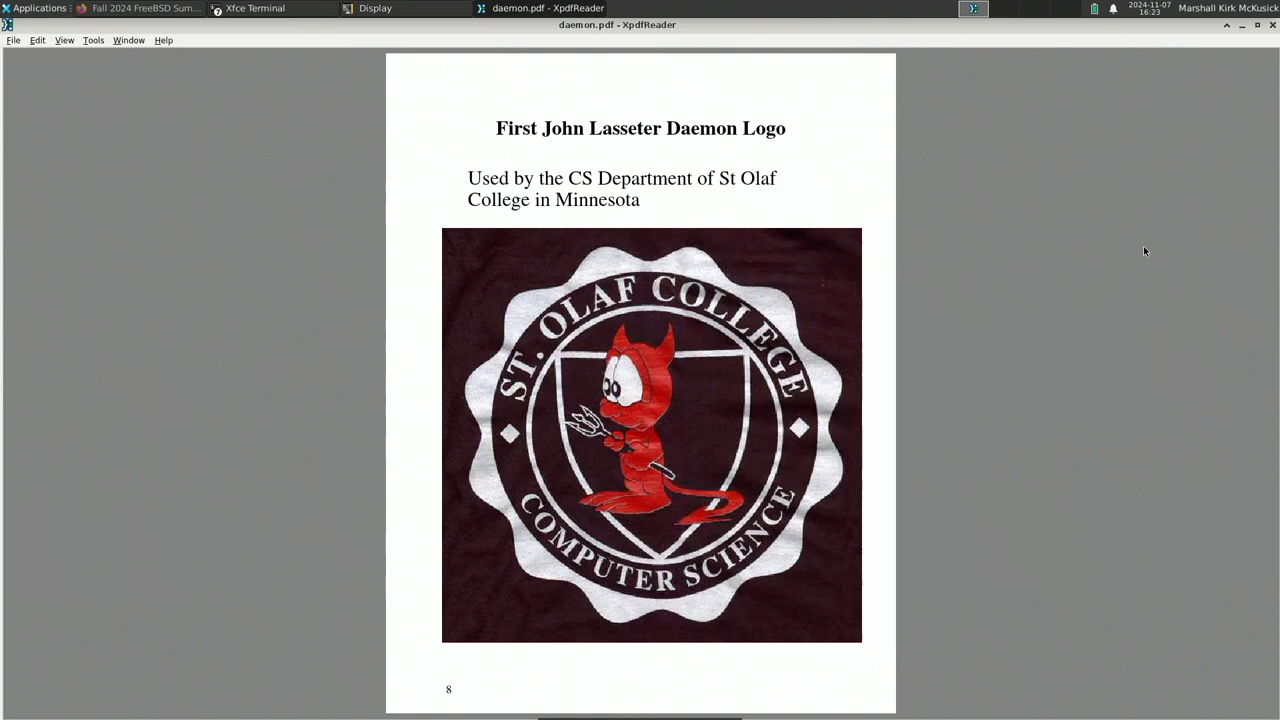 Applications
Fall 2024 FreeBSD Sum...
Xfce Terminal
Display
daemon.pdf - XpdfReader
2024-11-07
16:23
Marshall Kirk McKusick
daemon.pdf - XpdfReader
File Edit View Tools Window Help
First John Lasseter Daemon Logo
Used by the CS Department of St Olaf
College in Minnesota
ST. OLAF COLLEGE
COMPUTER SCIENCE
8